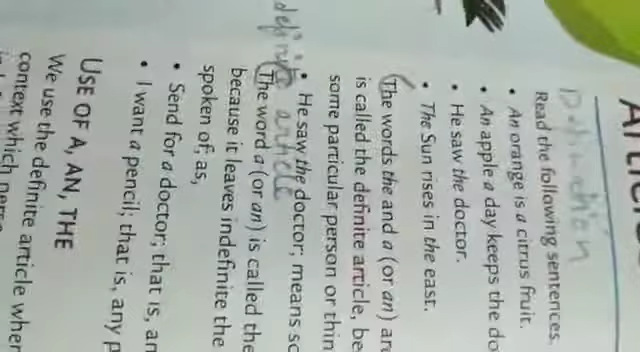 Definition
Read the following sentences.
• An orange is a citrus fruit.
• An apple a day keeps the do
• He saw the doctor.
• The Sun rises in the east.
The words the and a (or an) are
is called the definite article, be
some particular person or thin
definite article
• He saw the doctor; means so
The word a (or an) is called the
because it leaves indefinite the
spoken of; as,
• Send for a doctor; that is, an
• I want a pencil; that is, any p
USE OF A, AN, THE
We use the definite article when
context which